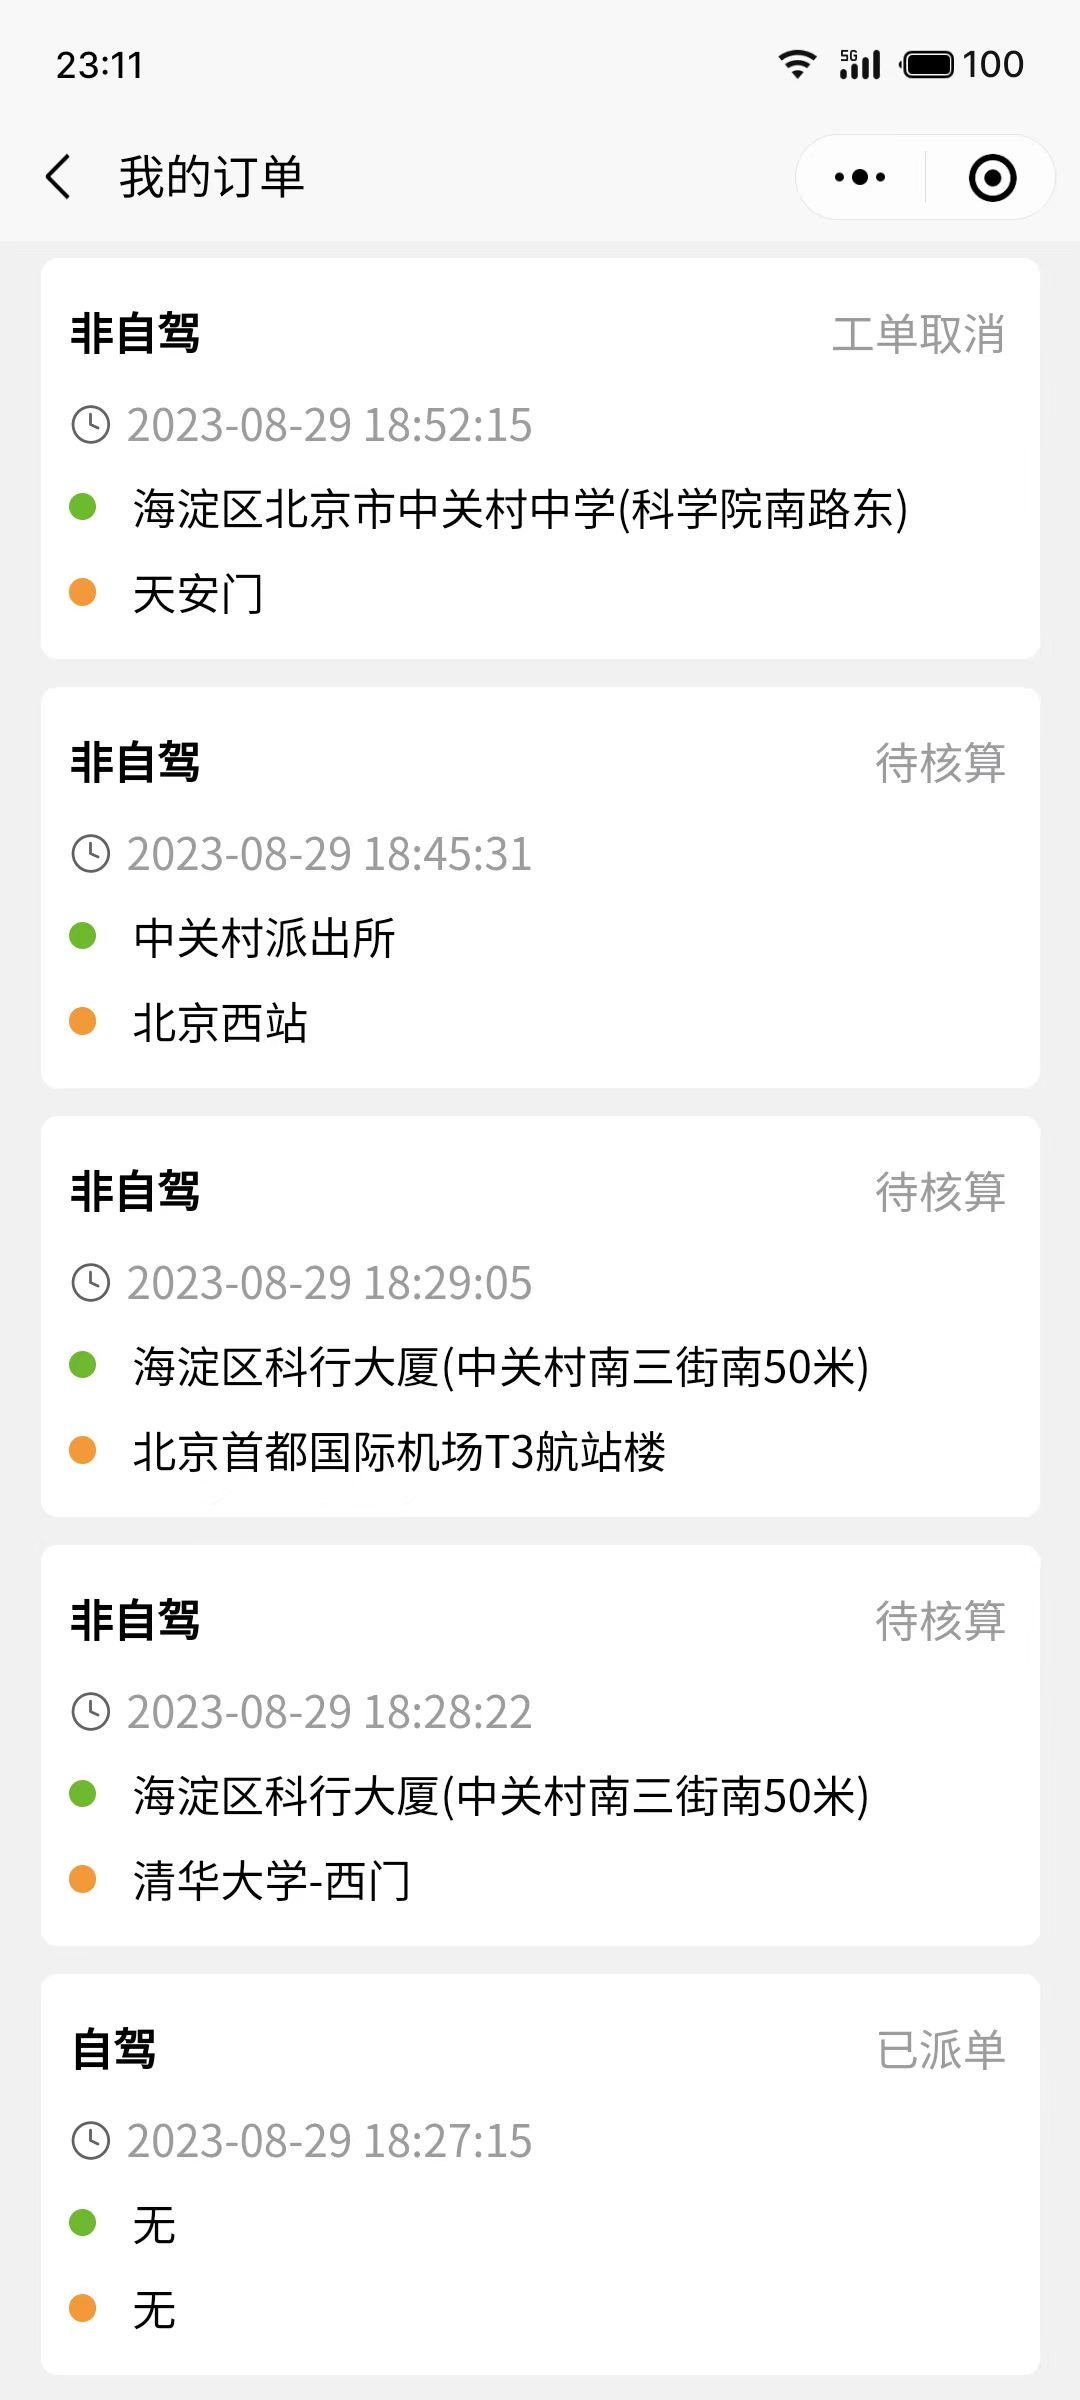 23:11
5G
100
我的订单
非自驾
工单取消
2023-08-29 18:52:15
海淀区北京市中关村中学(科学院南路东)
天安门
非自驾
待核算
2023-08-29 18:45:31
中关村派出所
北京西站
非自驾
待核算
2023-08-29 18:29:05
海淀区科行大厦(中关村南三街南50米)
北京首都国际机场T3航站楼
非自驾
待核算
2023-08-29 18:28:22
海淀区科行大厦(中关村南三街南50米)
清华大学-西门
自驾
已派单
2023-08-29 18:27:15
无
无